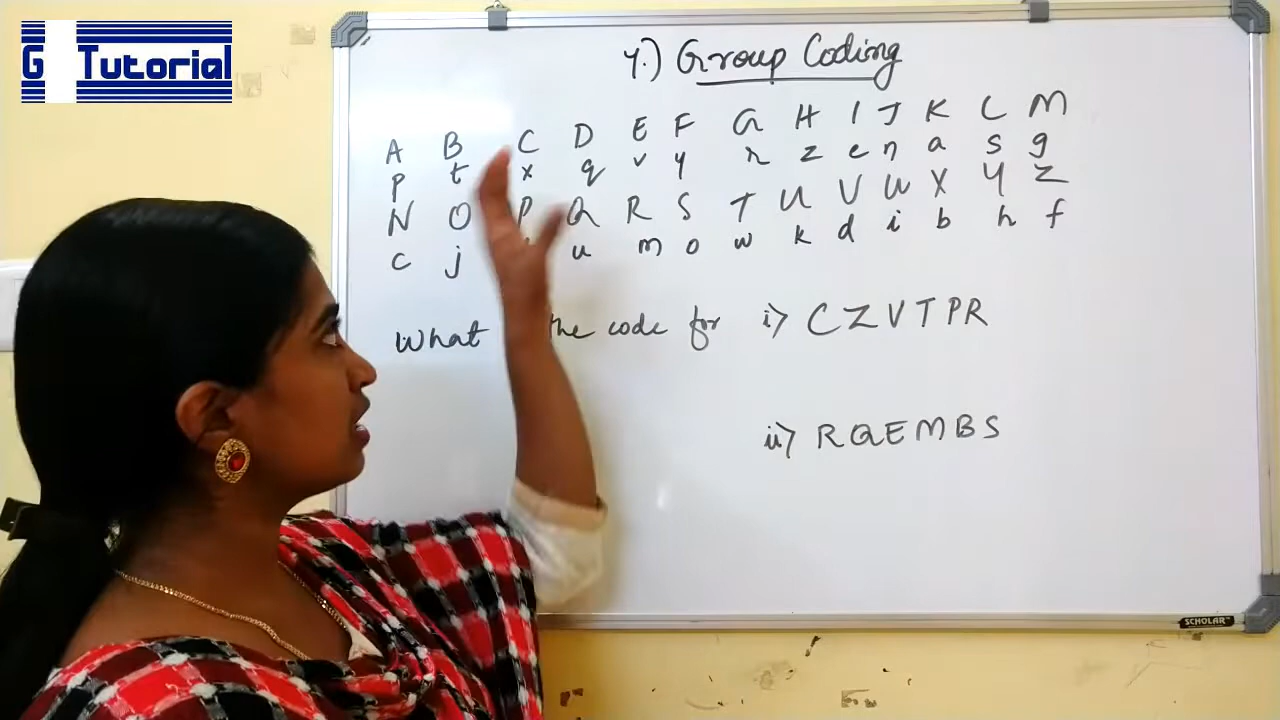 G Tutorial
4.) Group Coding
A B C D E F G H I J K L M
p t x q v y r z e n a s g
N O P Q R S T U V W X Y Z
c j u m o w k d i b h f
What the code for i) C Z V T P R
ii) R Q E M B S
SCHOLAR